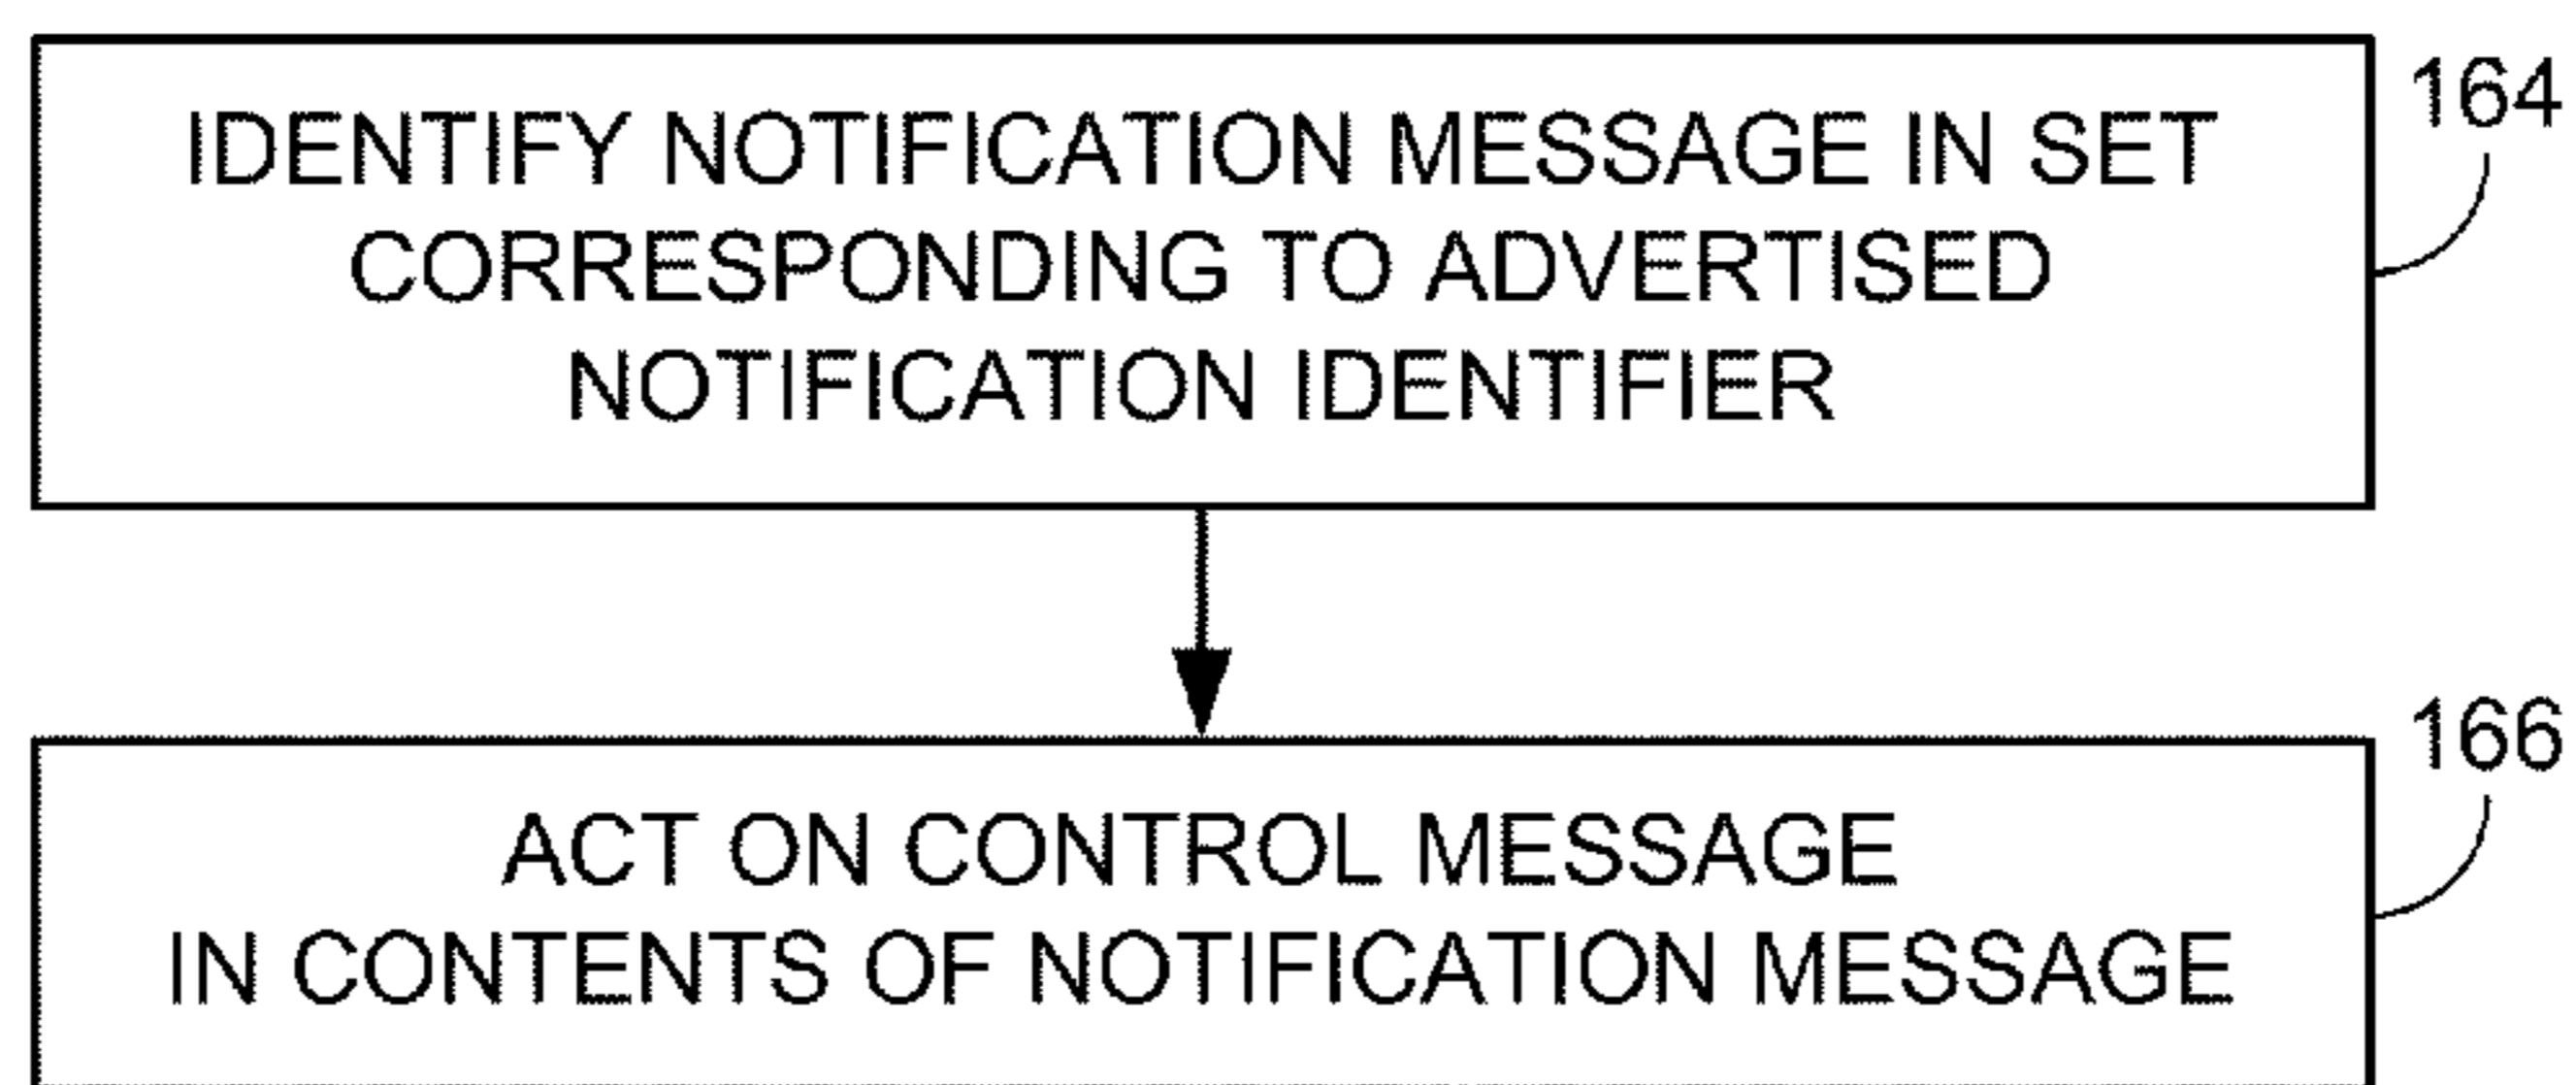 164
IDENTIFY NOTIFICATION MESSAGE IN SET
CORRESPONDING TO ADVERTISED
NOTIFICATION IDENTIFIER
166
ACT ON CONTROL MESSAGE
IN CONTENTS OF NOTIFICATION MESSAGE